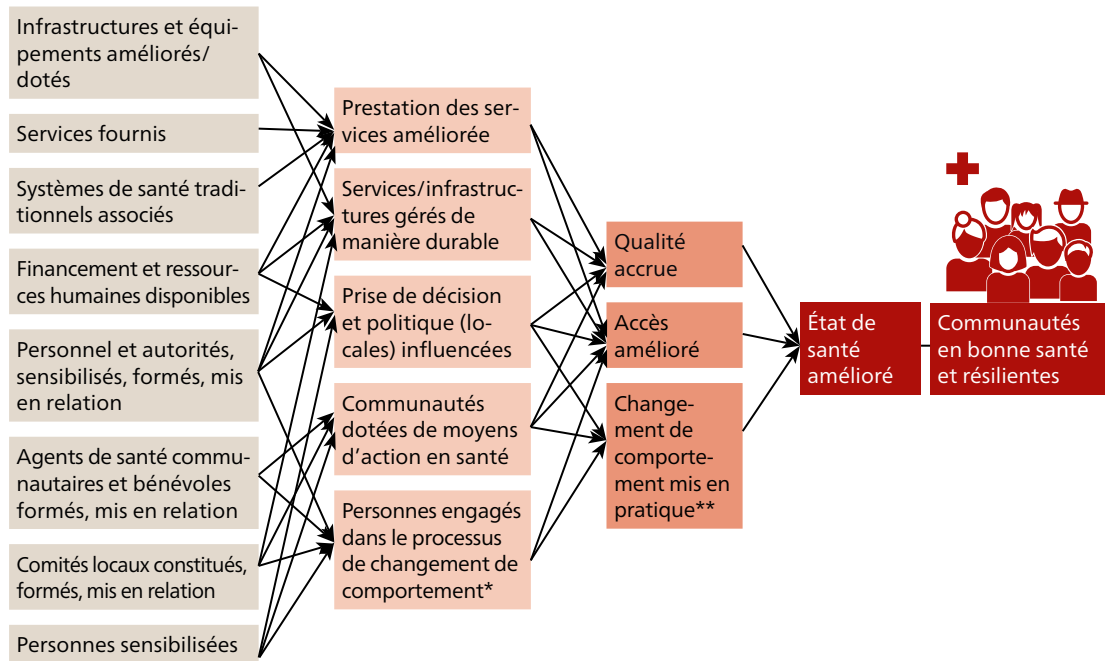 Infrastructures et équi-
pements améliorés/
dotés
Services fournis
Systèmes de santé tradi-
tionnels associés
Financement et ressour-
ces humaines disponibles
Personnel et autorités,
sensibilisés, formés, mis
en relation
Agents de santé commu-
nautaires et bénévoles
formés, mis en relation
Comités locaux constitués,
formés, mis en relation
Personnes sensibilisées
Prestation des ser-
vices améliorée
Services/infrastruc-
tures gérés de
manière durable
Prise de décision
et politique (lo-
cales) influencées
Communautés
dotées de moyens
d'action en santé
Personnes engagés
dans le processus
de changement de
comportement*
Qualité
accrue
Accès
amélioré
Change-
ment de
comporte-
ment mis en
pratique**
État de
santé
amélioré
Communautés
en bonne santé
et résilientes